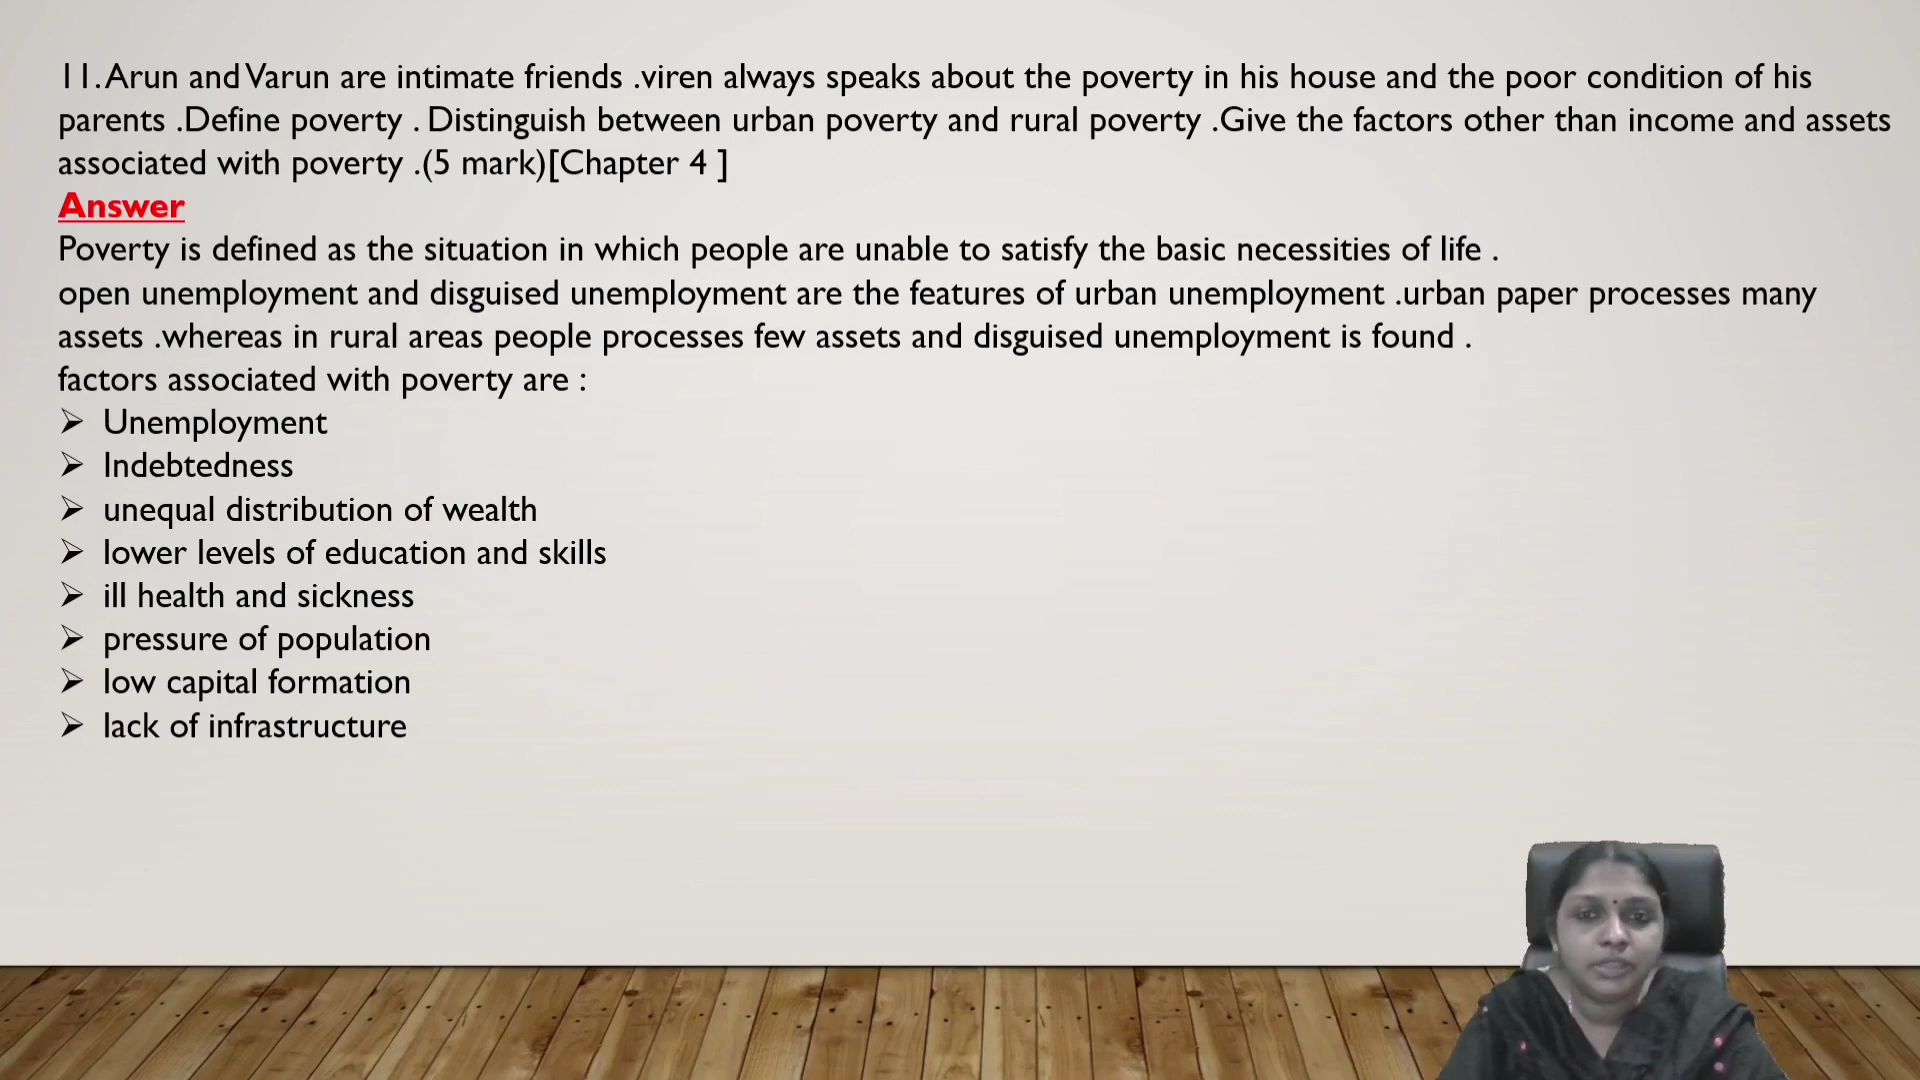 11. Arun and Varun are intimate friends .viren always speaks about the poverty in his house and the poor condition of his
parents .Define poverty . Distinguish between urban poverty and rural poverty .Give the factors other than income and assets
associated with poverty .(5 mark)[Chapter 4 ]
Answer
Poverty is defined as the situation in which people are unable to satisfy the basic necessities of life .
open unemployment and disguised unemployment are the features of urban unemployment .urban paper processes many
assets .whereas in rural areas people processes few assets and disguised unemployment is found .
factors associated with poverty are :
➢ Unemployment
➢ Indebtedness
➢ unequal distribution of wealth
➢ lower levels of education and skills
➢ ill health and sickness
➢ pressure of population
➢ low capital formation
➢ lack of infrastructure